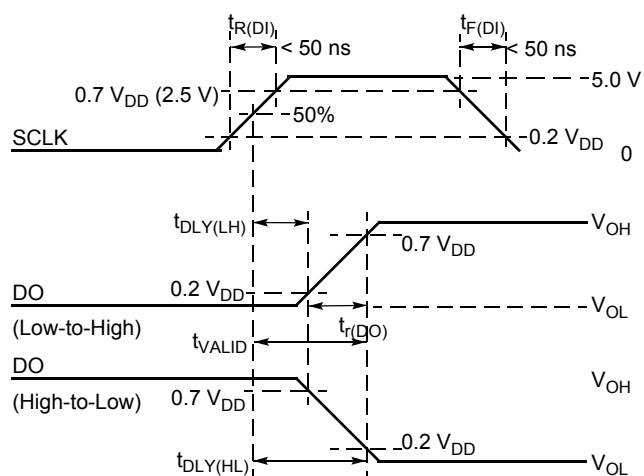 tR(DI)
< 50 ns
tF(DI)
< 50 ns
0.7 VDD (2.5 V)
5.0 V
50%
SCLK
0.2 VDD
0
tDLY(LH)
VOH
0.7 VDD
0.2 VDD
DO
(Low-to-High)
VOL
tr(DO)
tVALID
DO
(High-to-Low)
VOH
0.7 VDD
0.2 VDD
tDLY(HL)
VOL